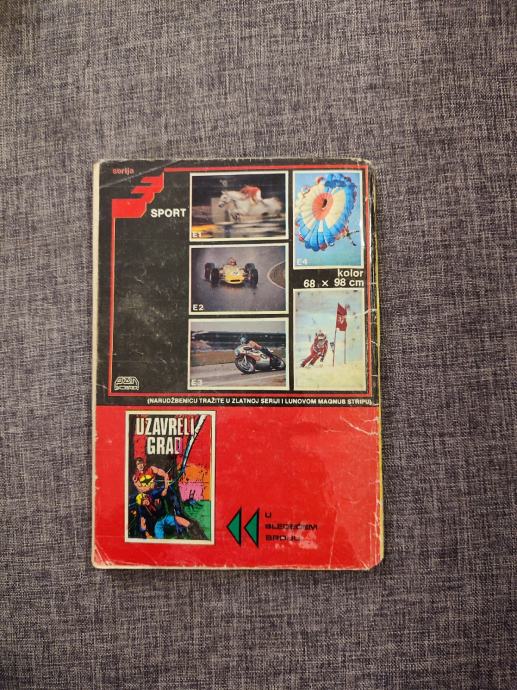 serija
SPORT
E1
E4
kolor
68 x 98 cm
E2
E3
(NARUDŽBENICU TRAŽITE U ZLATNOJ SERIJI I LUNOVOM MAGNUS STRIPU)
UZAVRELI
GRAD
U
SLEDEĆEM
BROJU